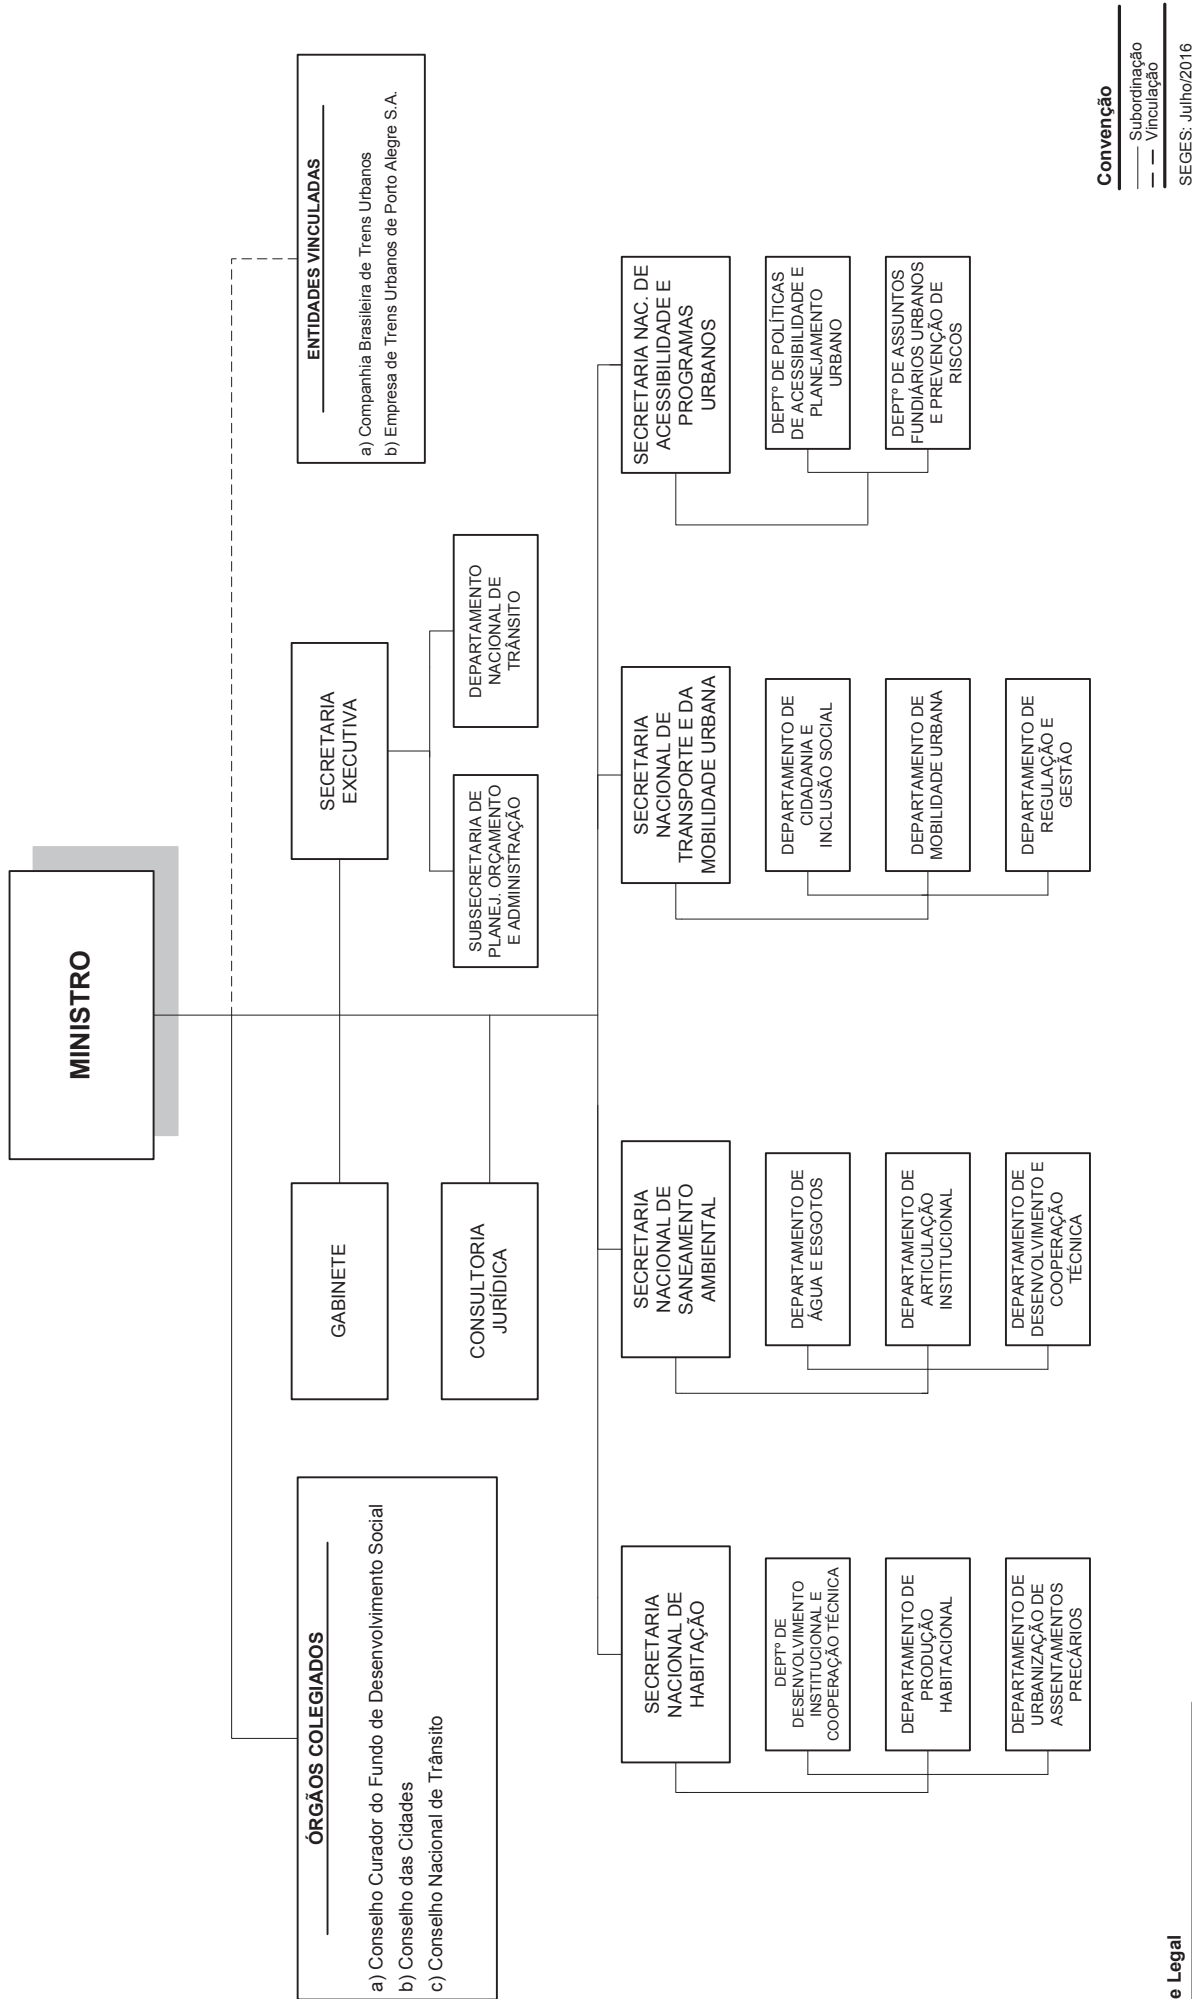 MINISTRO
ÓRGÃOS COLEGIADOS
a) Conselho Curador do Fundo de Desenvolvimento Social
b) Conselho das Cidades
c) Conselho Nacional de Trânsito
GABINETE
CONSULTORIA
JURÍDICA
SECRETARIA
EXECUTIVA
SUBSECRETARIA DE
PLANEJ. ORÇAMENTO
E ADMINISTRAÇÃO
DEPARTAMENTO
NACIONAL DE
TRÂNSITO
ENTIDADES VINCULADAS
a) Companhia Brasileira de Trens Urbanos
b) Empresa de Trens Urbanos de Porto Alegre S.A.
SECRETARIA
NACIONAL DE
HABITAÇÃO
DEPTº DE
DESENVOLVIMENTO
INSTITUCIONAL E
COOPERAÇÃO TÉCNICA
DEPARTAMENTO DE
PRODUÇÃO
HABITACIONAL
DEPARTAMENTO DE
URBANIZAÇÃO DE
ASSENTAMENTOS
PRECÁRIOS
SECRETARIA
NACIONAL DE
SANEAMENTO
AMBIENTAL
DEPARTAMENTO DE
ÁGUA E ESGOTOS
DEPARTAMENTO DE
ARTICULAÇÃO
INSTITUCIONAL
DEPARTAMENTO DE
DESENVOLVIMENTO E
COOPERAÇÃO
TÉCNICA
SECRETARIA
NACIONAL DE
TRANSPORTE E DA
MOBILIDADE URBANA
DEPARTAMENTO DE
CIDADANIA E
INCLUSÃO SOCIAL
DEPARTAMENTO DE
MOBILIDADE URBANA
DEPARTAMENTO DE
REGULAÇÃO E
GESTÃO
SECRETARIA NAC. DE
ACESSIBILIDADE E
PROGRAMAS
URBANOS
DEPTº DE POLÍTICAS
DE ACESSIBILIDADE E
PLANEJAMENTO
URBANO
DEPTº DE ASSUNTOS
FUNDIÁRIOS URBANOS
E PREVENÇÃO DE
RISCOS
e Legal
Convenção
Subordinação
Vinculação
SEGES: Julho/2016